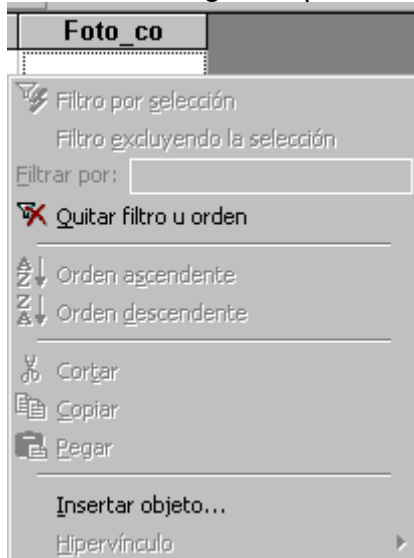 Foto_co
Filtro por selección
Filtro excluyendo la selección
Filtrar por:
Quitar filtro u orden
Orden ascendente
Orden descendente
Cortar
Copiar
Pegar
Insertar objeto...
Hipervínculo